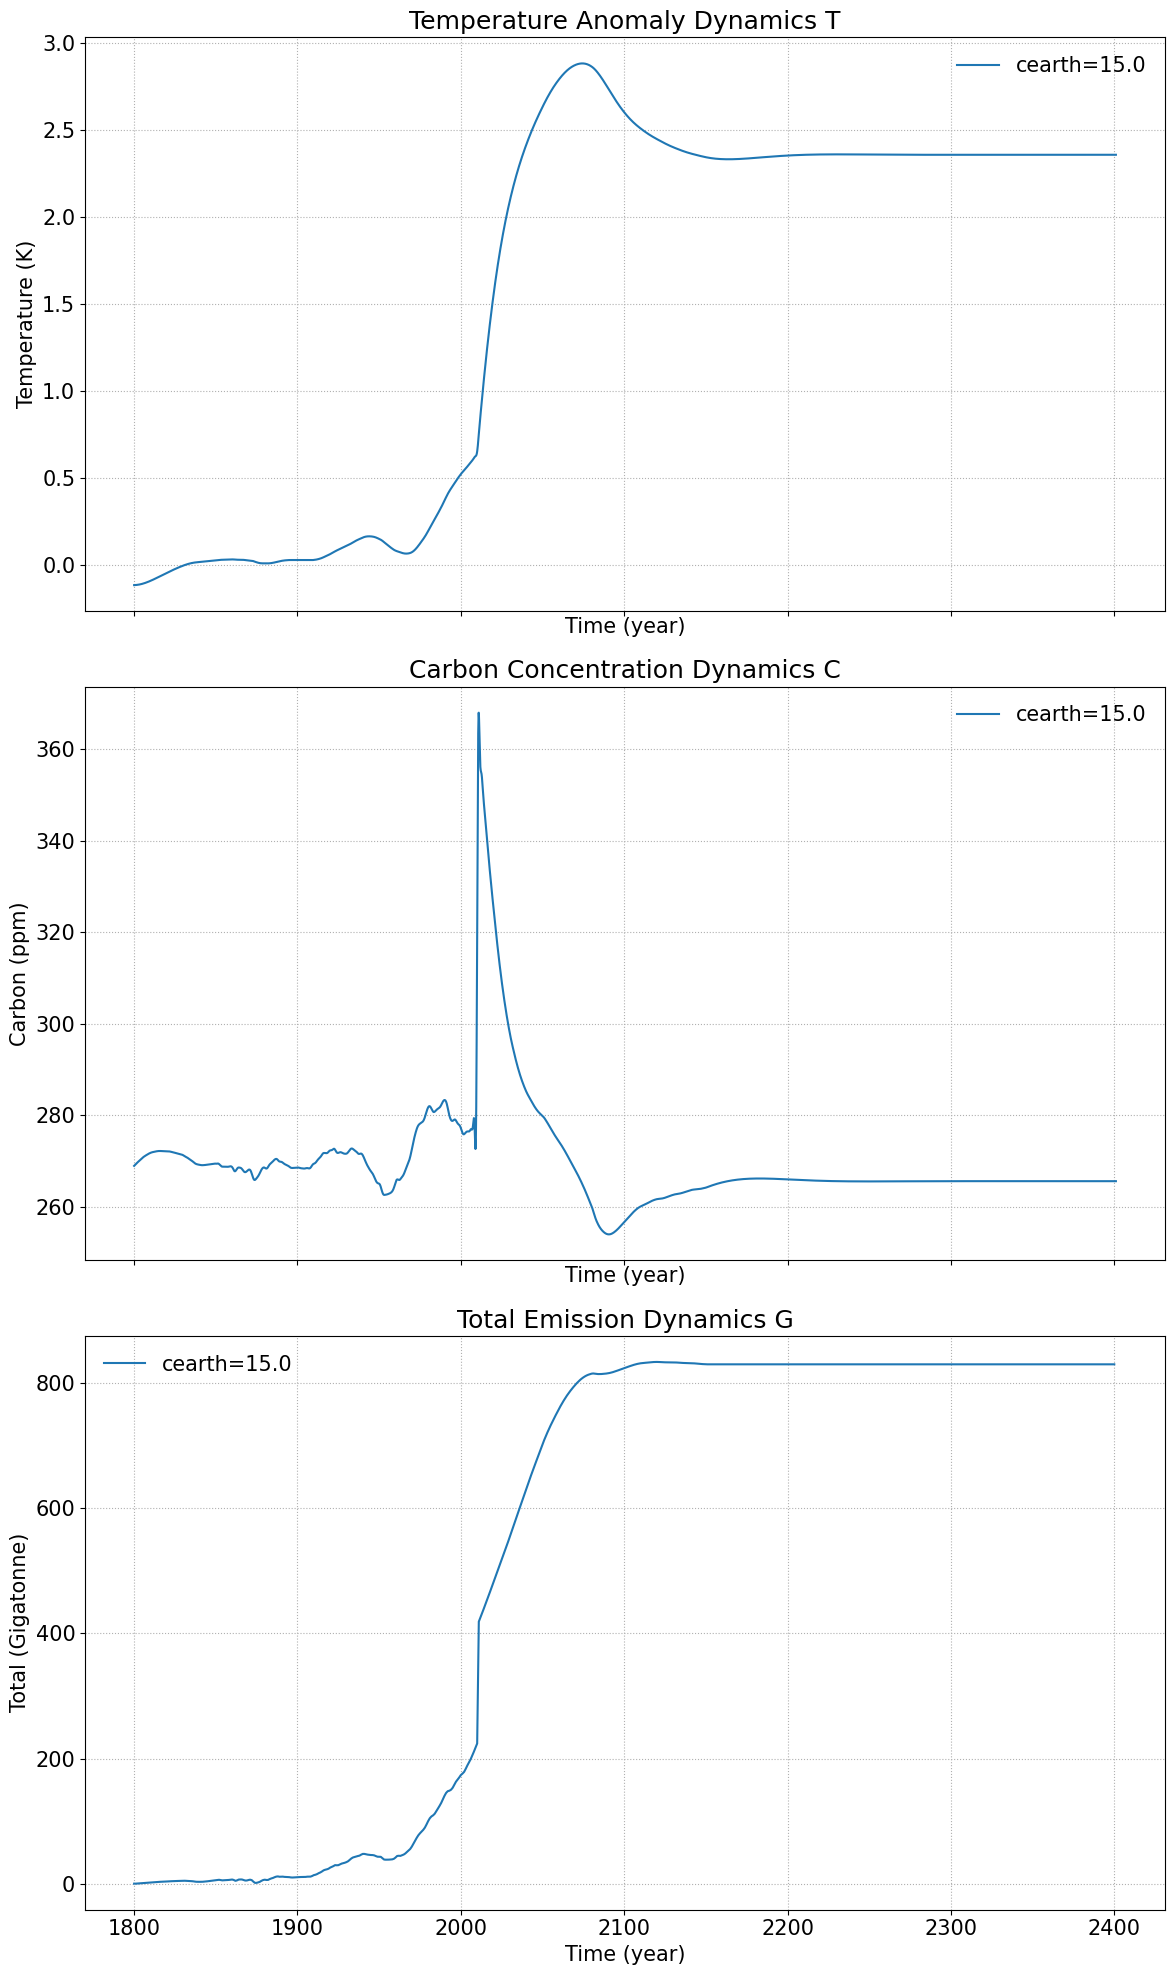 Temperature Anomaly Dynamics T
cearth=15.0
Temperature (K)
3.0
2.5
2.0
1.5
1.0
0.5
0.0
Time (year)
Carbon Concentration Dynamics C
cearth=15.0
Carbon (ppm)
360
340
320
300
280
260
Time (year)
Total Emission Dynamics G
cearth=15.0
Total (Gigatonne)
800
600
400
200
0
1800 1900 2000 2100 2200 2300 2400
Time (year)